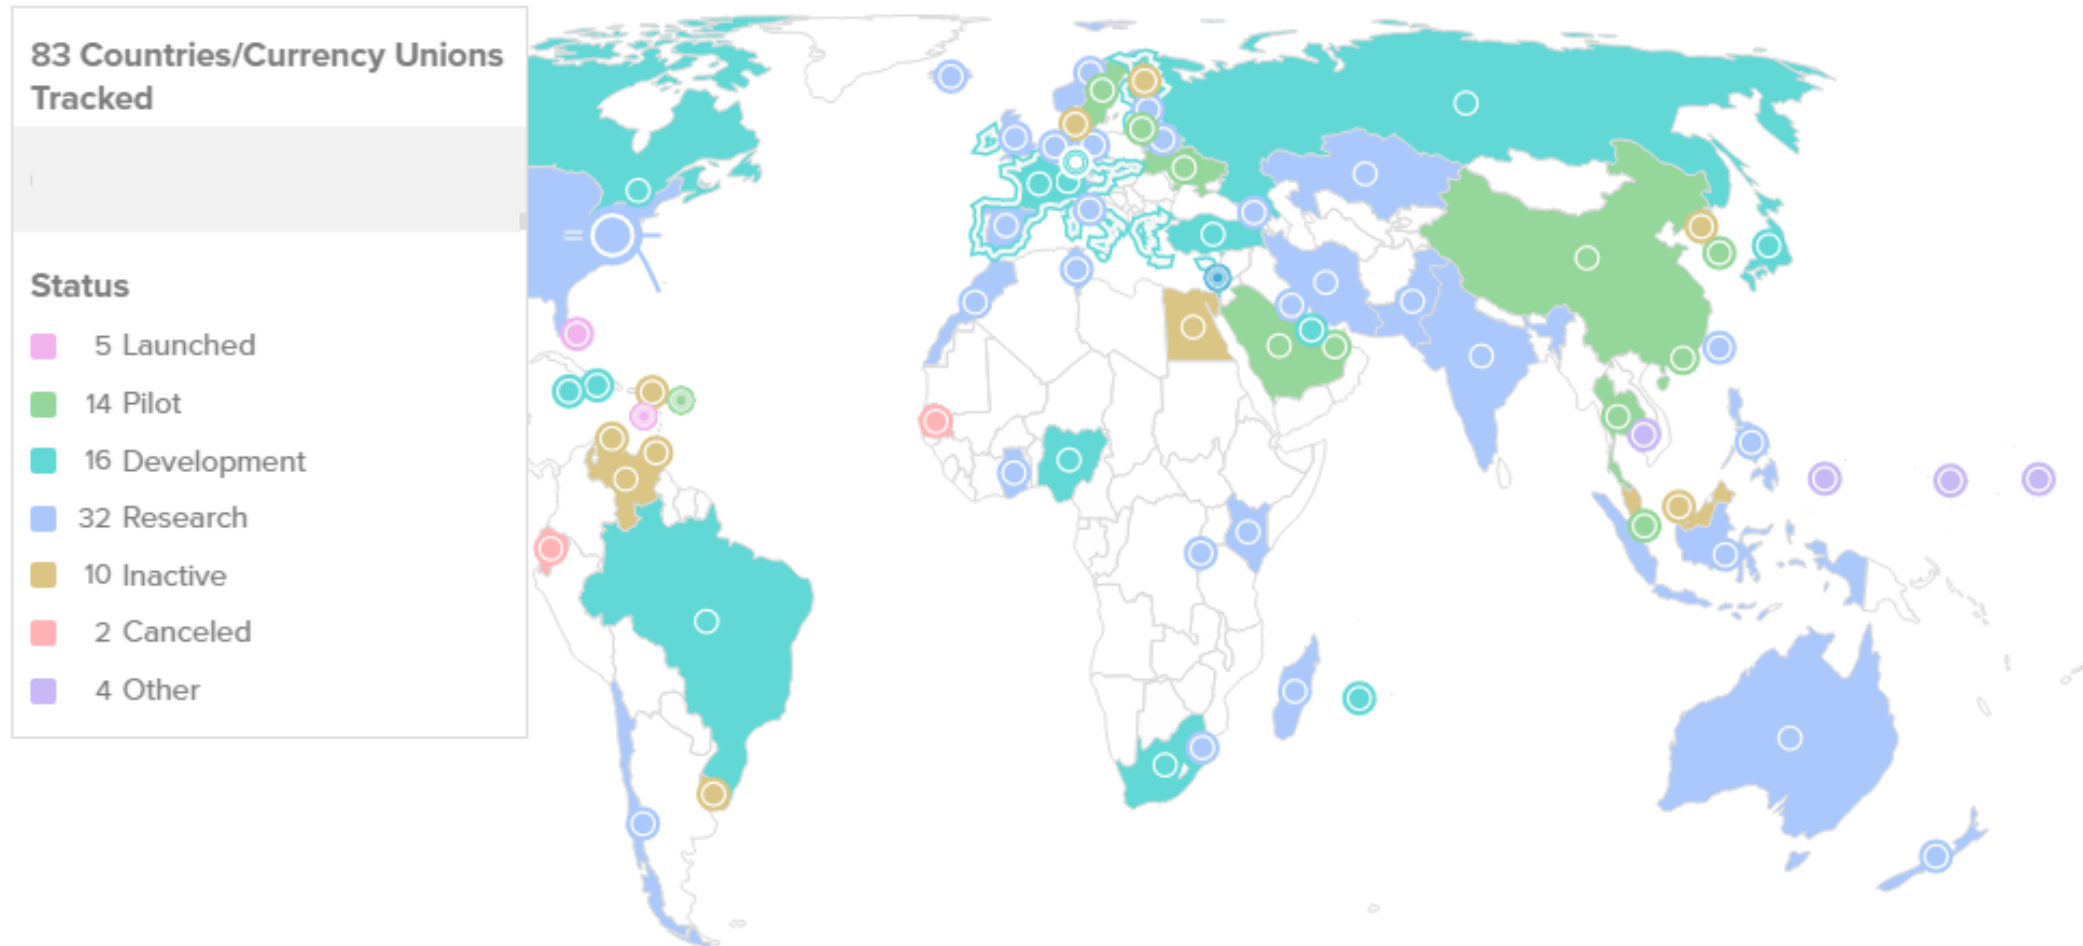 83 Countries/Currency Unions
Tracked
Status
5 Launched
14 Pilot
16 Development
32 Research
10 Inactive
2 Canceled
4 Other